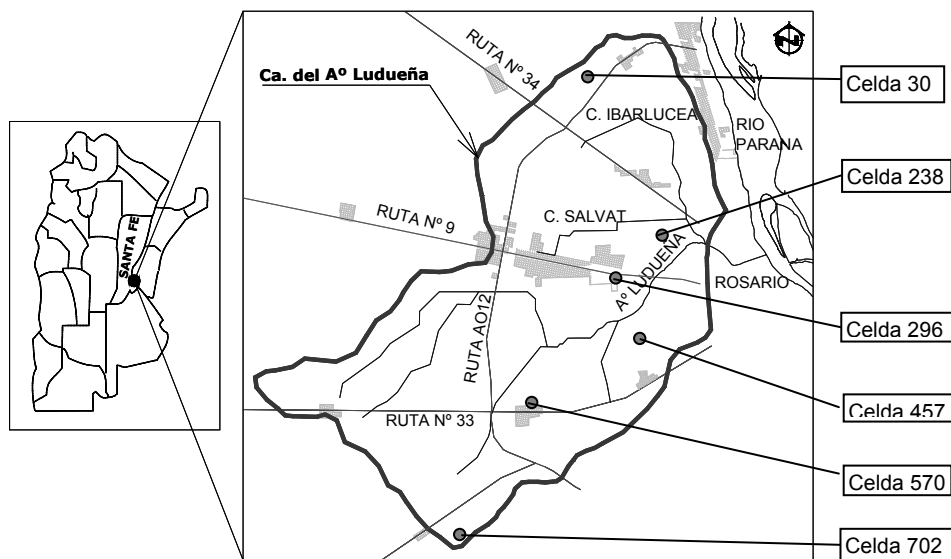 RUTA Nº 34
Ca. del Aº Ludueña
Celda 30
C. IBARLUCEA
RIO
PARANA
Celda 238
SANTA FE
RUTA Nº 9
C. SALVAT
Aº LUDUEÑA
ROSARIO
Celda 296
RUTA AO12
Celda 457
RUTA Nº 33
Celda 570
Celda 702